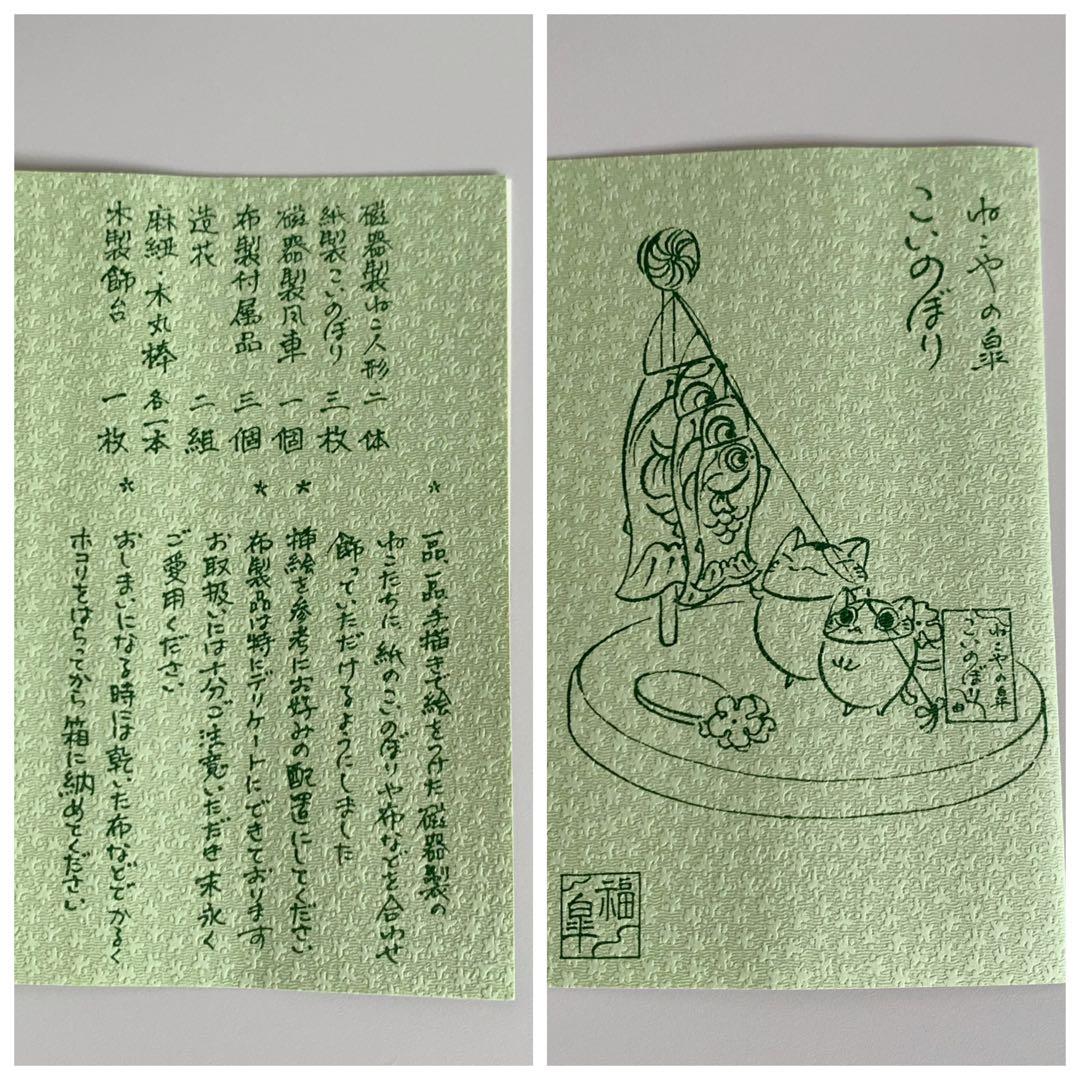 磁器製ねこ人形 二体
紙製こいのぼり 三枚
磁器製風車 一個
布製付属品 三個
造花 二組
麻紐・木丸棒 各一本
木製飾台 一枚
* 一品一品手描きで絵をつけた磁器製の
ねこたちに 紙のこいのぼりや布などを合わせ
飾っていただけるようにしました
* 挿絵を参考にお好みの配置にしてください
* 布製品は特にデリケートにできております
お取扱いには十分ご注意いただき末永く
ご愛用ください
* おしまいになる時には乾いた布などでかるく
ホコリをはらってから箱に納めてください
ねこやの皐
こいのぼり
ねこやの皐
こいのぼり
福
皐